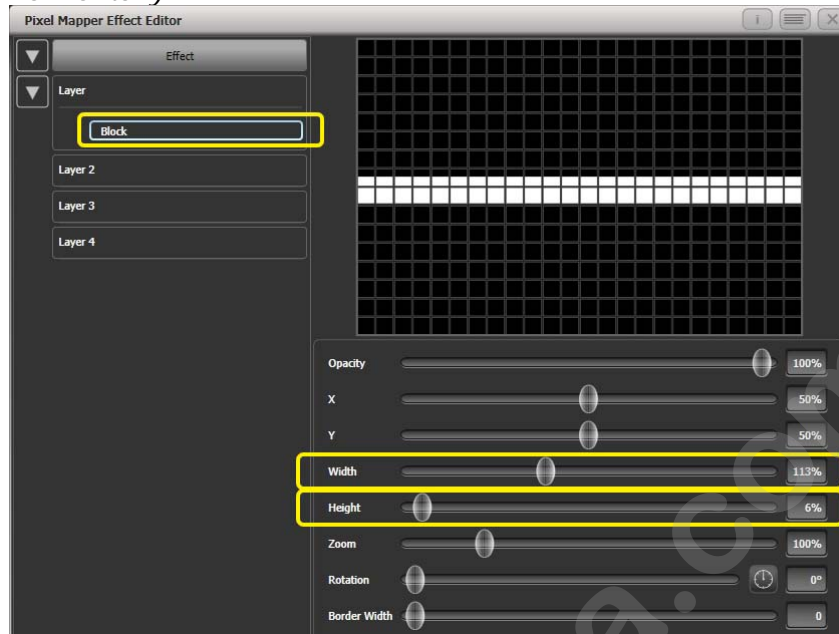 Pixel Mapper Effect Editor
i
Effect
Layer
Block
Layer 2
Layer 3
Layer 4
Opacity 100%
X 50%
Y 50%
Width 113%
Height 6%
Zoom 100%
Rotation 0°
Border Width 0